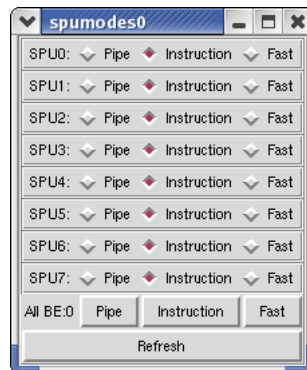 spumodes0
SPU0: Pipe Instruction Fast
SPU1: Pipe Instruction Fast
SPU2: Pipe Instruction Fast
SPU3: Pipe Instruction Fast
SPU4: Pipe Instruction Fast
SPU5: Pipe Instruction Fast
SPU6: Pipe Instruction Fast
SPU7: Pipe Instruction Fast
All BE:0 Pipe Instruction Fast
Refresh